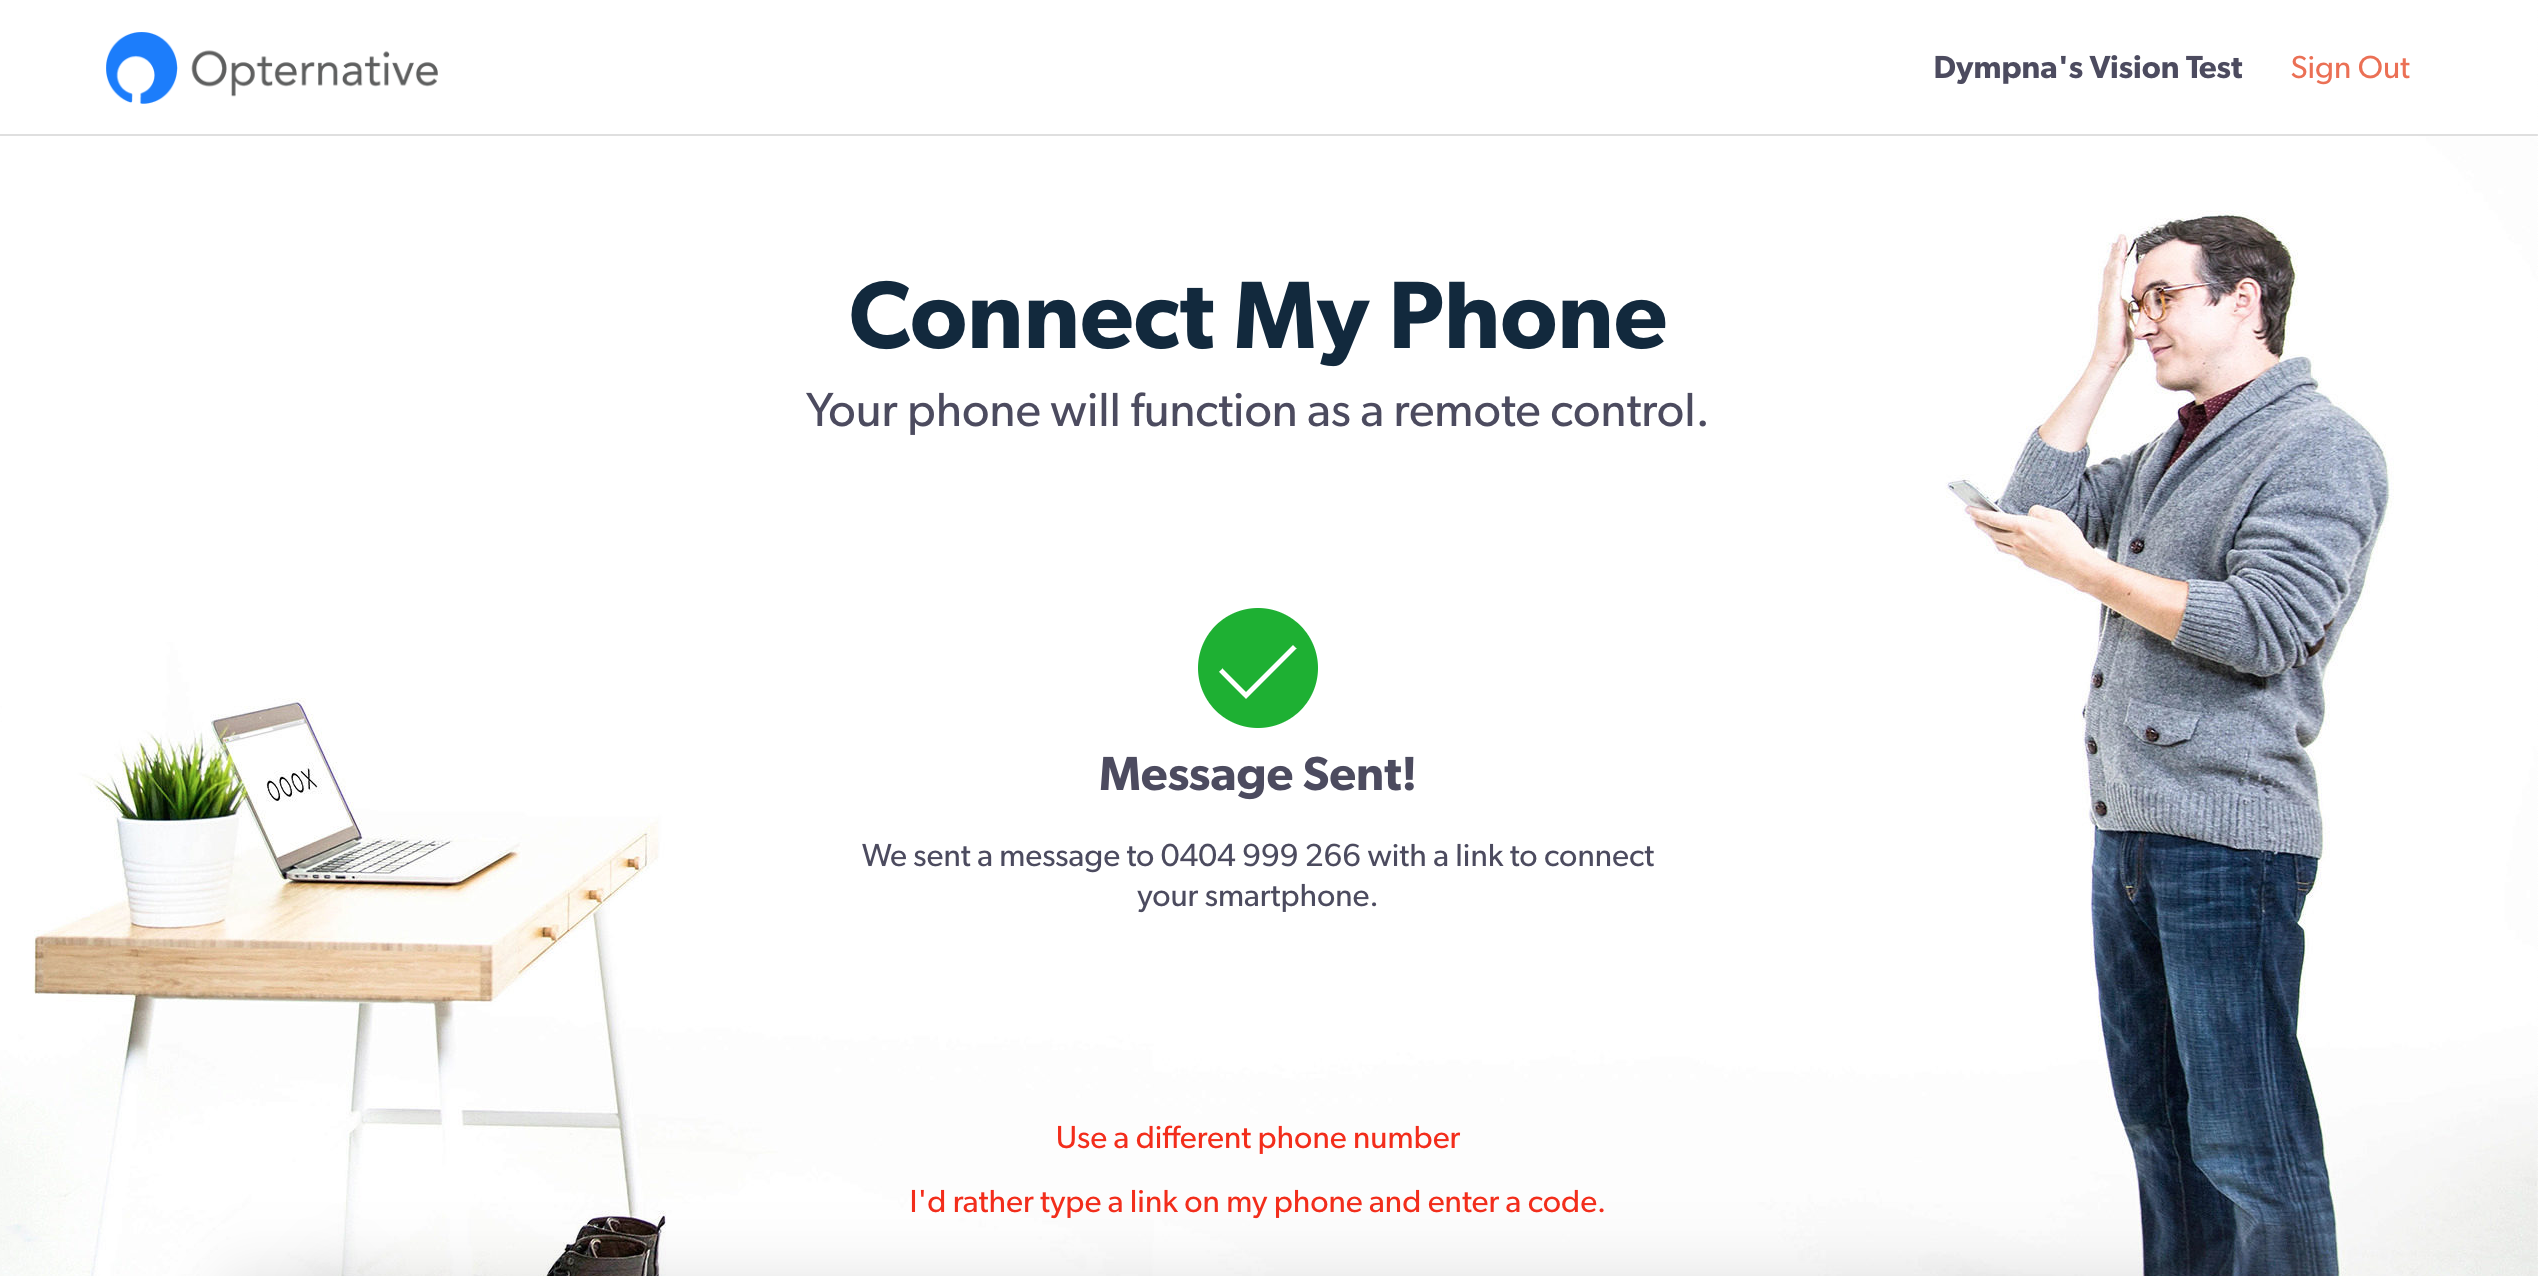 Opternative
Dympna's Vision Test
Sign Out
Connect My Phone
Your phone will function as a remote control.
Message Sent!
We sent a message to 0404 999 266 with a link to connect
your smartphone.
OOOX
Use a different phone number
I'd rather type a link on my phone and enter a code.